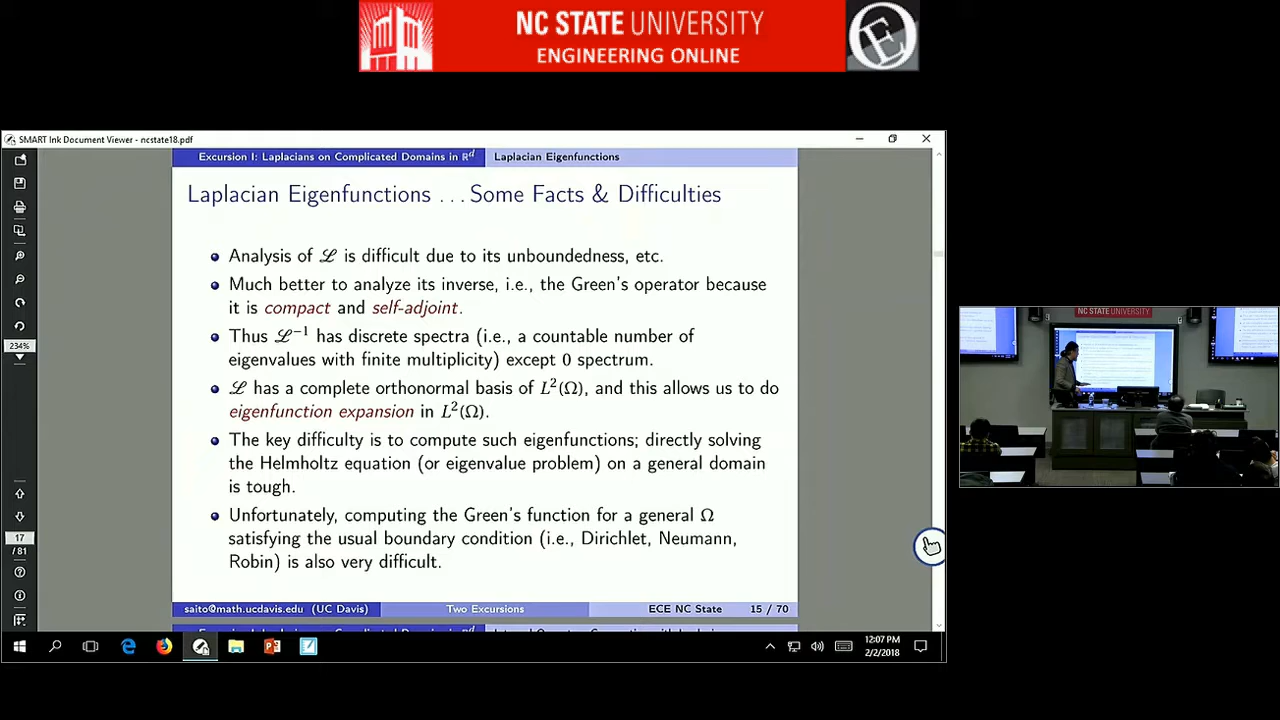 NC STATE UNIVERSITY
ENGINEERING ONLINE
SMART Ink Document Viewer - ncstate18.pdf
Excursion I: Laplacians on Complicated Domains in ℝᵈ Laplacian Eigenfunctions
Laplacian Eigenfunctions ... Some Facts & Difficulties
Analysis of ℒ is difficult due to its unboundedness, etc.
Much better to analyze its inverse, i.e., the Green's operator because
it is compact and self-adjoint.
Thus ℒ⁻¹ has discrete spectra (i.e., a countable number of
eigenvalues with finite multiplicity) except 0 spectrum.
ℒ has a complete orthonormal basis of L²(Ω), and this allows us to do
eigenfunction expansion in L²(Ω).
The key difficulty is to compute such eigenfunctions; directly solving
the Helmholtz equation (or eigenvalue problem) on a general domain
is tough.
Unfortunately, computing the Green's function for a general Ω
satisfying the usual boundary condition (i.e., Dirichlet, Neumann,
Robin) is also very difficult.
saito@math.ucdavis.edu (UC Davis) Two Excursions ECE NC State 15 / 70
234%
17
/ 81
12:07 PM
2/2/2018
NC STATE UNIVERSITY